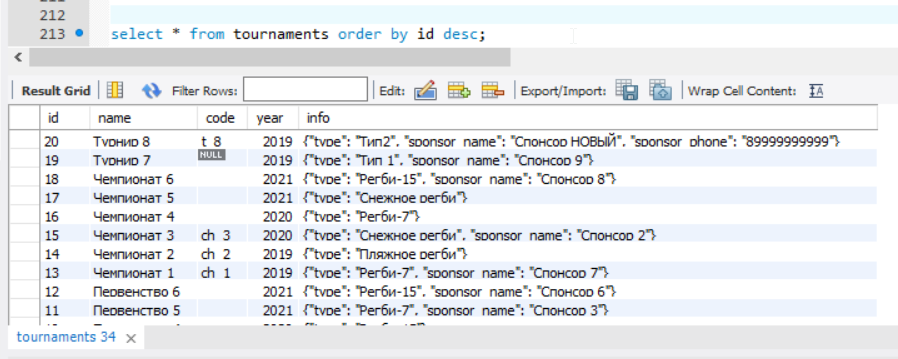 212
213 select * from tournaments order by id desc;
Result Grid Filter Rows: Edit: Export/Import: Wrap Cell Content:
id name code year info
20 Турнир 8 t_8 2019 {"type": "Тип2", "sponsor_name": "Спонсор НОВЫЙ", "sponsor_phone": "89999999999"}
19 Турнир 7 NULL 2019 {"type": "Тип 1", "sponsor_name": "Спонсор 9"}
18 Чемпионат 6 2021 {"type": "Регби-15", "sponsor_name": "Спонсор 8"}
17 Чемпионат 5 2021 {"type": "Снежное регби"}
16 Чемпионат 4 2020 {"type": "Регби-7"}
15 Чемпионат 3 ch_3 2020 {"type": "Снежное регби", "sponsor_name": "Спонсор 2"}
14 Чемпионат 2 ch_2 2019 {"type": "Пляжное регби"}
13 Чемпионат 1 ch_1 2019 {"type": "Регби-7", "sponsor_name": "Спонсор 7"}
12 Первенство 6 2021 {"type": "Регби-15", "sponsor_name": "Спонсор 6"}
11 Первенство 5 2021 {"type": "Регби-7", "sponsor_name": "Спонсор 3"}
tournaments 34